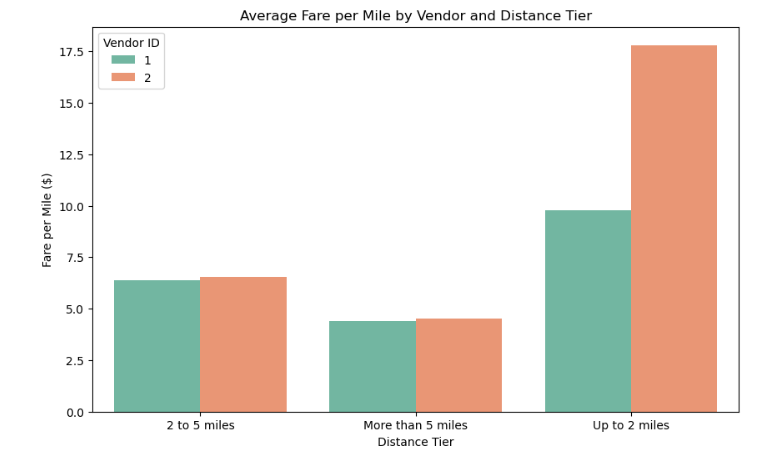 Average Fare per Mile by Vendor and Distance Tier
Vendor ID
1
2
Fare per Mile ($)
17.5
15.0
12.5
10.0
7.5
5.0
2.5
0.0
2 to 5 miles
More than 5 miles
Up to 2 miles
Distance Tier